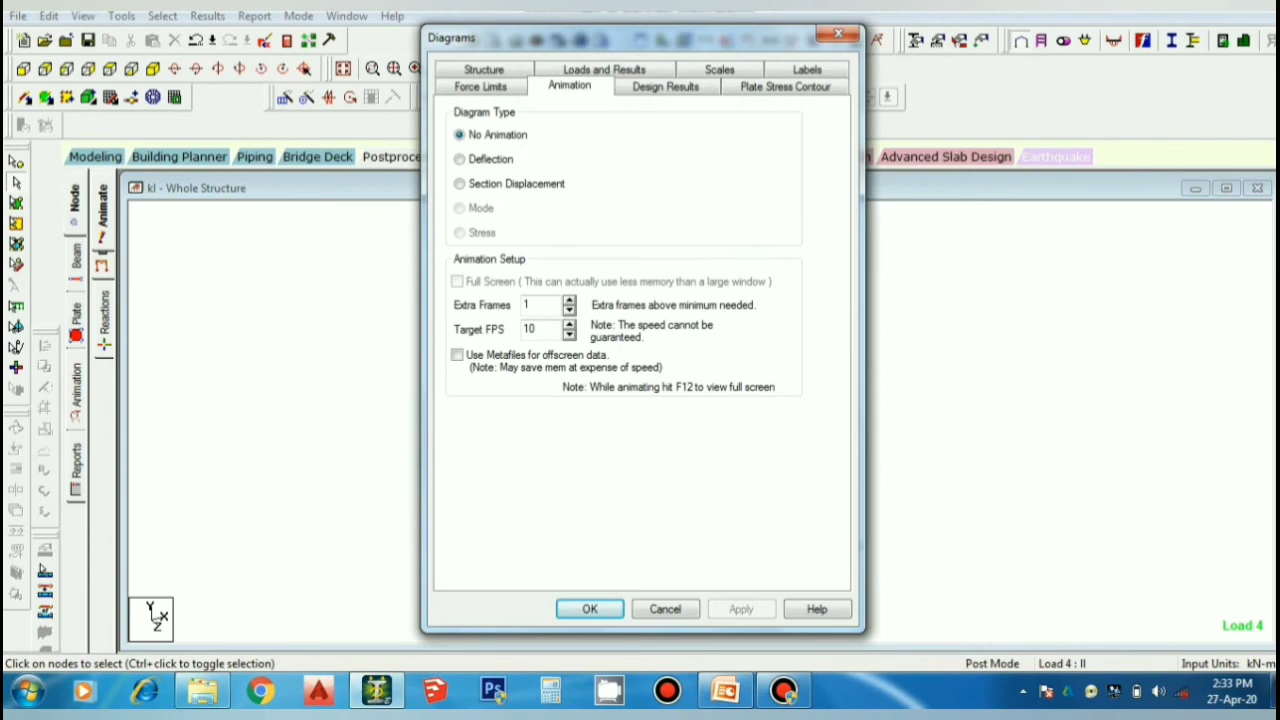 File Edit View Tools Select Results Report Mode Window Help
Diagrams
Structure Loads and Results Scales Labels
Force Limits Animation Design Results Plate Stress Contour
Diagram Type
No Animation
Deflection
Section Displacement
Mode
Stress
Animation Setup
Full Screen ( This can actually use less memory than a large window )
Extra Frames 1 Extra frames above minimum needed.
Target FPS 10 Note: The speed cannot be
guaranteed.
Use Metafiles for offscreen data.
(Note: May save mem at expense of speed)
Note: While animating hit F12 to view full screen
OK Cancel Apply Help
Modeling Building Planner Piping Bridge Deck Postproce
Advanced Slab Design Earthquake
kl - Whole Structure
Node
Beam
Plate
Animation
Reports
Animate
Reactions
Y
X
Z
Load 4
Click on nodes to select (Ctrl+click to toggle selection) Post Mode Load 4 : ll Input Units: kN-m
Ps
2:33 PM
27-Apr-20